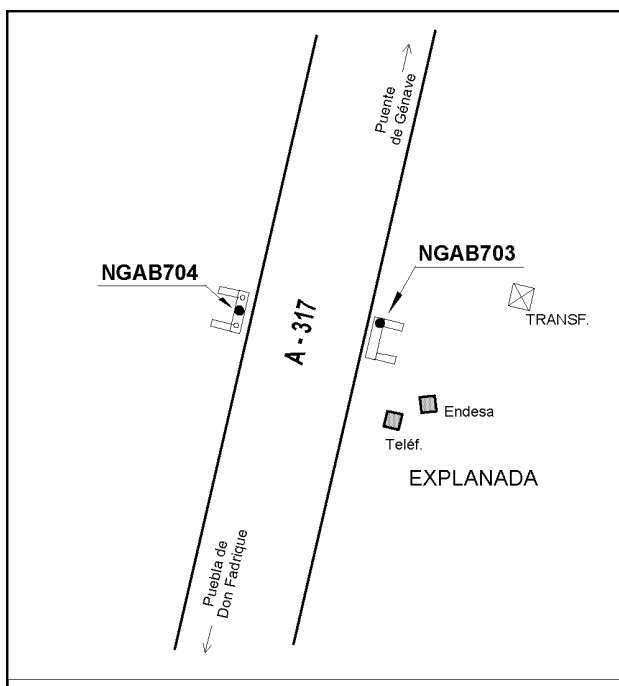 Puente
de Génave
NGAB704
NGAB703
A - 317
TRANSF.
Endesa
Teléf.
EXPLANADA
Puebla de
Don Fadrique